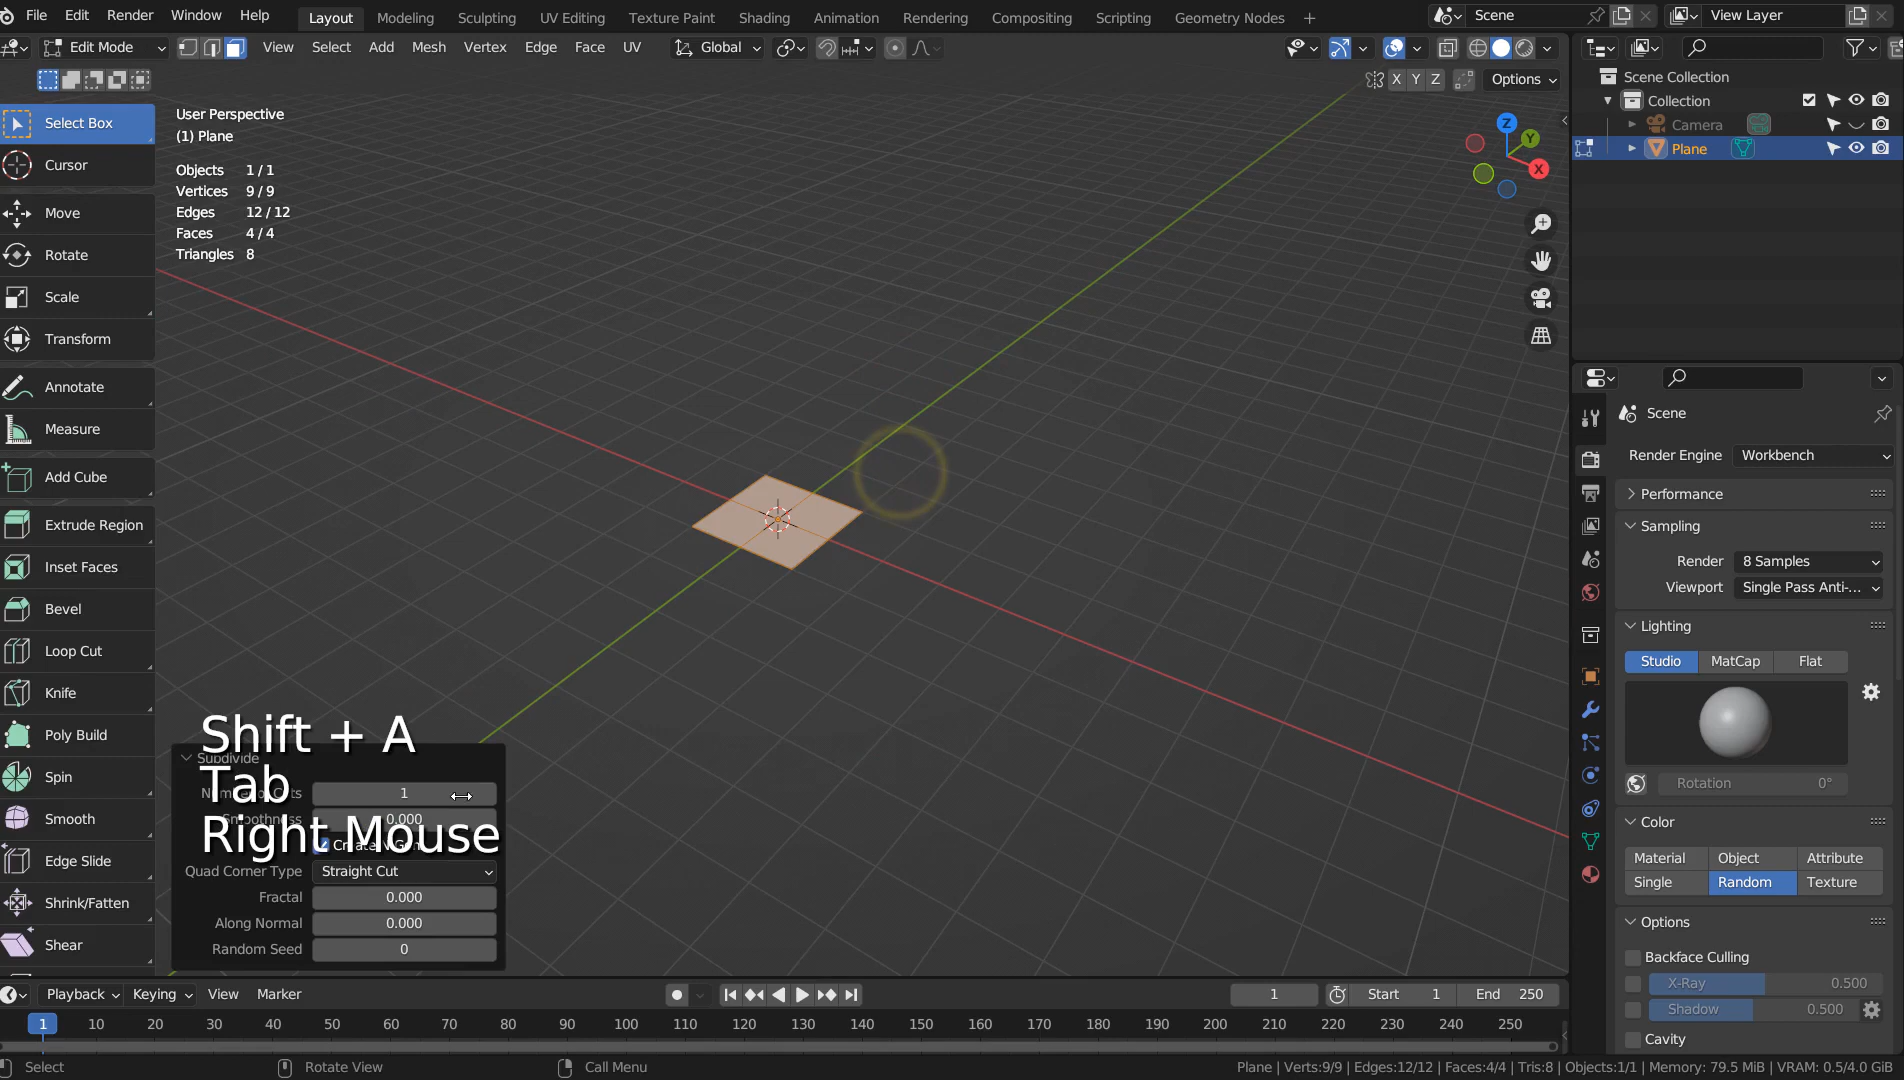 File Edit Render Window Help Layout Modeling Sculpting UV Editing Texture Paint Shading Animation Rendering Compositing Scripting Geometry Nodes + Scene View Layer
Edit Mode View Select Add Mesh Vertex Edge Face UV Global
X Y Z Options
Select Box
Cursor
Move
Rotate
Scale
Transform
Annotate
Measure
Add Cube
Extrude Region
Inset Faces
Bevel
Loop Cut
Knife
Poly Build
Spin
Smooth
Edge Slide
Shrink/Fatten
Shear
User Perspective
(1) Plane
Objects 1 / 1
Vertices 9 / 9
Edges 12 / 12
Faces 4 / 4
Triangles 8
Z
Y
X
Shift + A
Tab
Right Mouse
Subdivide
1
0.000
Quad Corner Type Straight Cut
Fractal 0.000
Along Normal 0.000
Random Seed 0
Scene Collection
Collection
Camera
Plane
Scene
Render Engine Workbench
Performance
Sampling
Render 8 Samples
Viewport Single Pass Anti-...
Lighting
Studio MatCap Flat
Rotation 0°
Color
Material Object Attribute
Single Random Texture
Options
Backface Culling
X-Ray 0.500
Shadow 0.500
Cavity
Playback Keying View Marker 1 Start 1 End 250
1 10 20 30 40 50 60 70 80 90 100 110 120 130 140 150 160 170 180 190 200 210 220 230 240 250
Select Rotate View Call Menu Plane | Verts:9/9 | Edges:12/12 | Faces:4/4 | Tris:8 | Objects:1/1 | Memory: 79.5 MiB | VRAM: 0.5/4.0 GiB